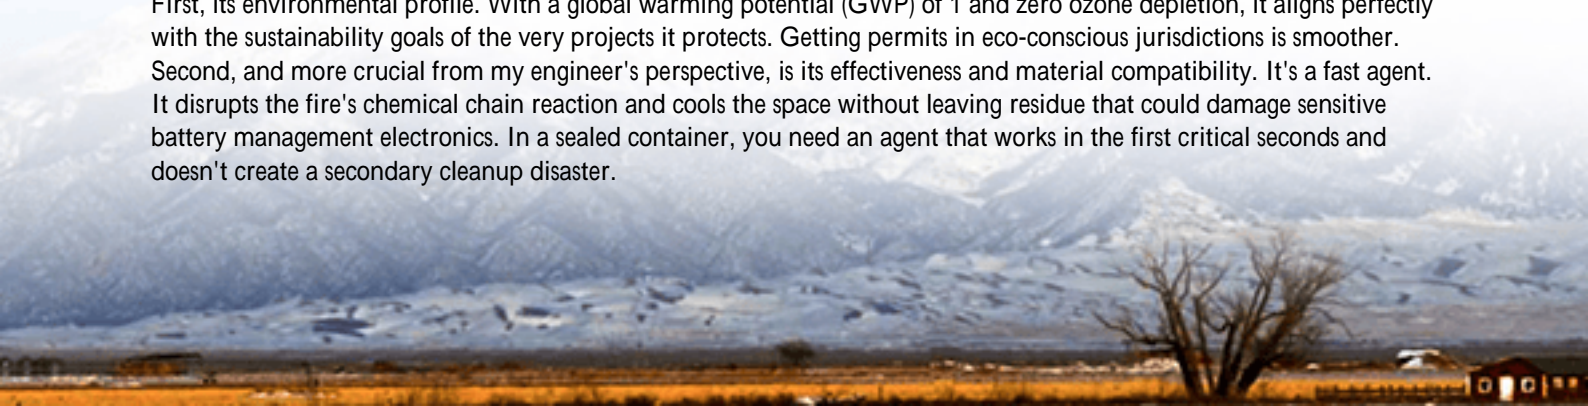 First, its environmental profile. With a global warming potential (GWP) of 1 and zero ozone depletion, it aligns perfectly
with the sustainability goals of the very projects it protects. Getting permits in eco-conscious jurisdictions is smoother.
Second, and more crucial from my engineer's perspective, is its effectiveness and material compatibility. It's a fast agent.
It disrupts the fire's chemical chain reaction and cools the space without leaving residue that could damage sensitive
battery management electronics. In a sealed container, you need an agent that works in the first critical seconds and
doesn't create a secondary cleanup disaster.